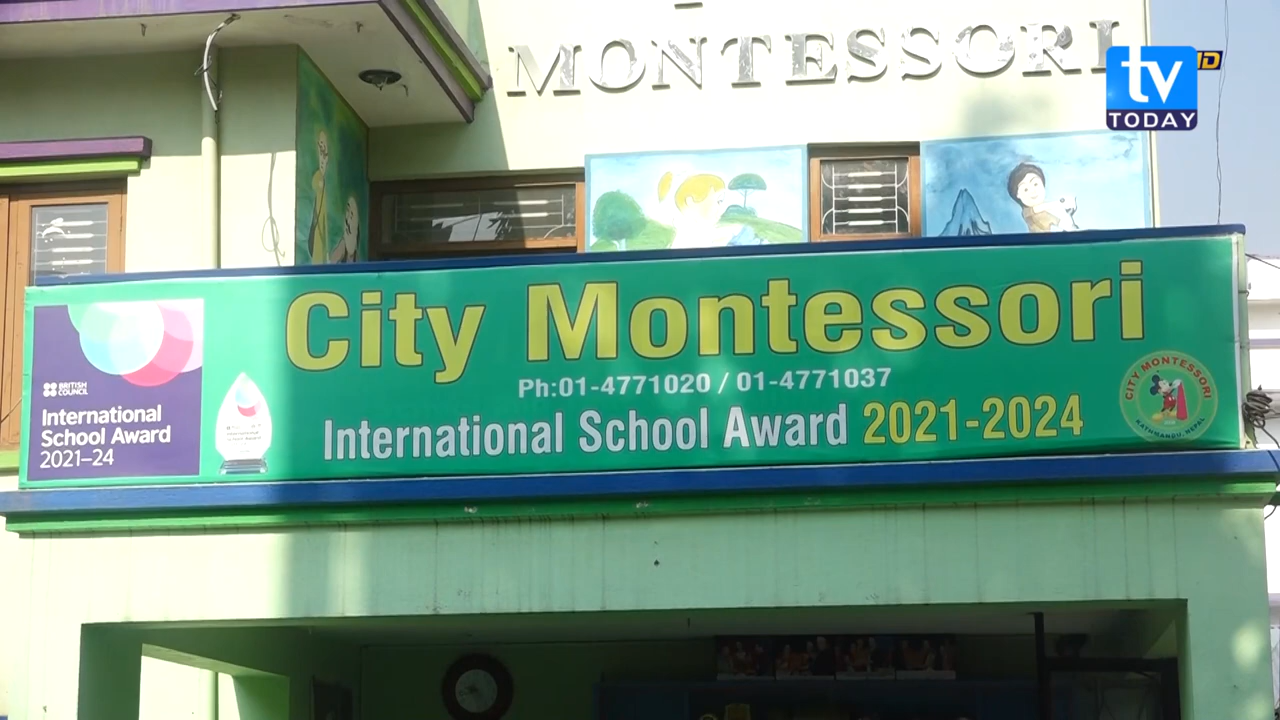 MONTESSORI
tv HD
TODAY
City Montessori
Ph:01-4771020 / 01-4771037
International School Award 2021-2024
BRITISH
COUNCIL
International
School Award
2021–24
CITY MONTESSORI
KATHMANDU, NEPAL